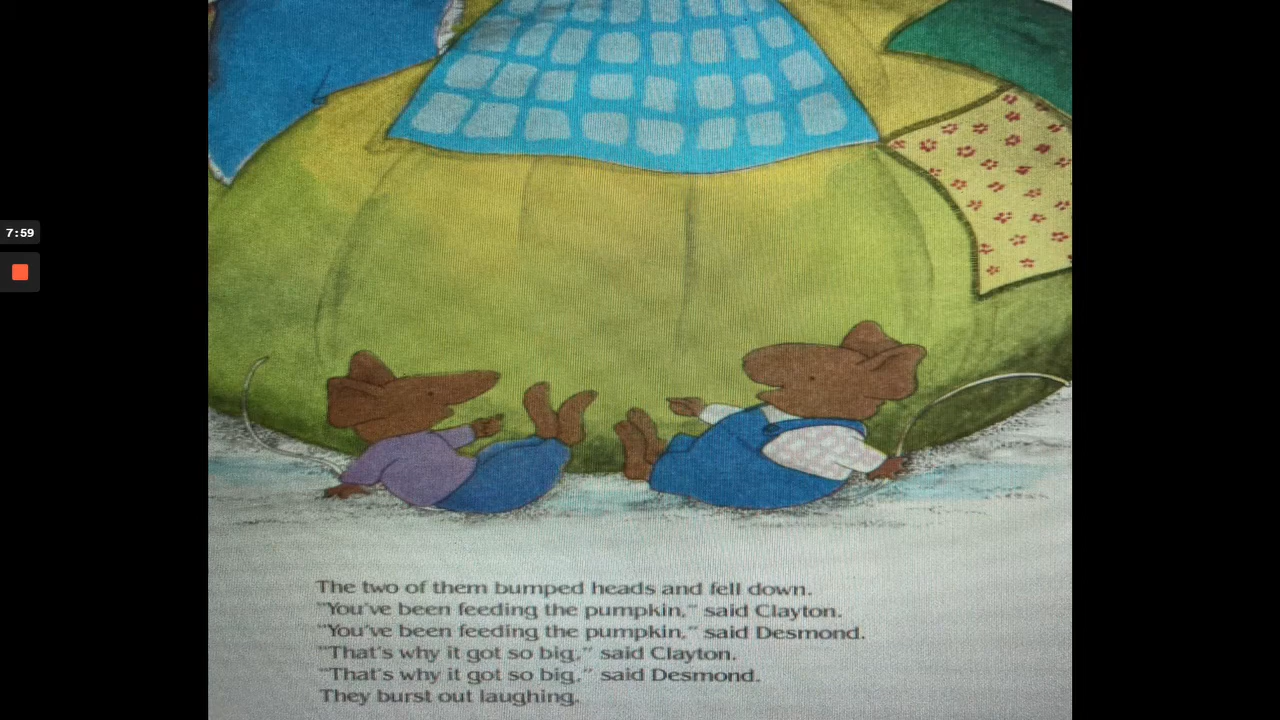 7:59
The two of them bumped heads and fell down.
"You've been feeding the pumpkin," said Clayton.
"You've been feeding the pumpkin," said Desmond.
"That's why it got so big," said Clayton.
"That's why it got so big," said Desmond.
They burst out laughing.